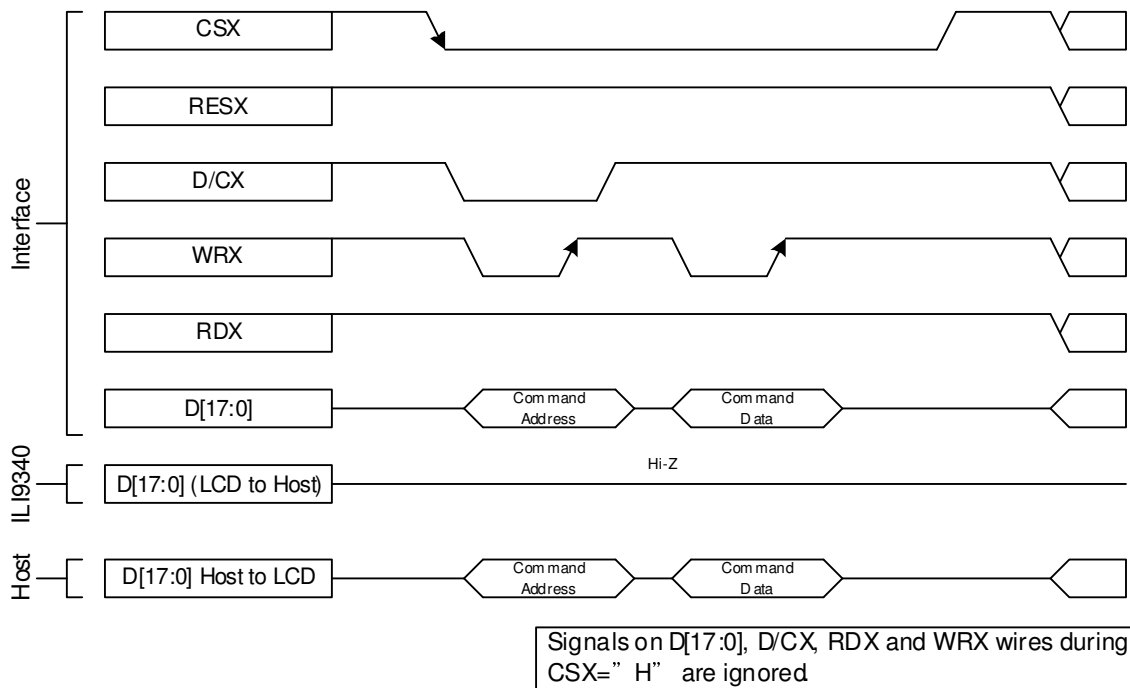 CSX
RESX
D/CX
WRX
RDX
D[17:0]
Command
Address
Command
Data
Interface
Hi-Z
D[17:0] (LCD to Host)
ILI9340
D[17:0] Host to LCD
Command
Address
Command
Data
Host
Signals on D[17:0], D/CX, RDX and WRX wires during
CSX=” H” are ignored.